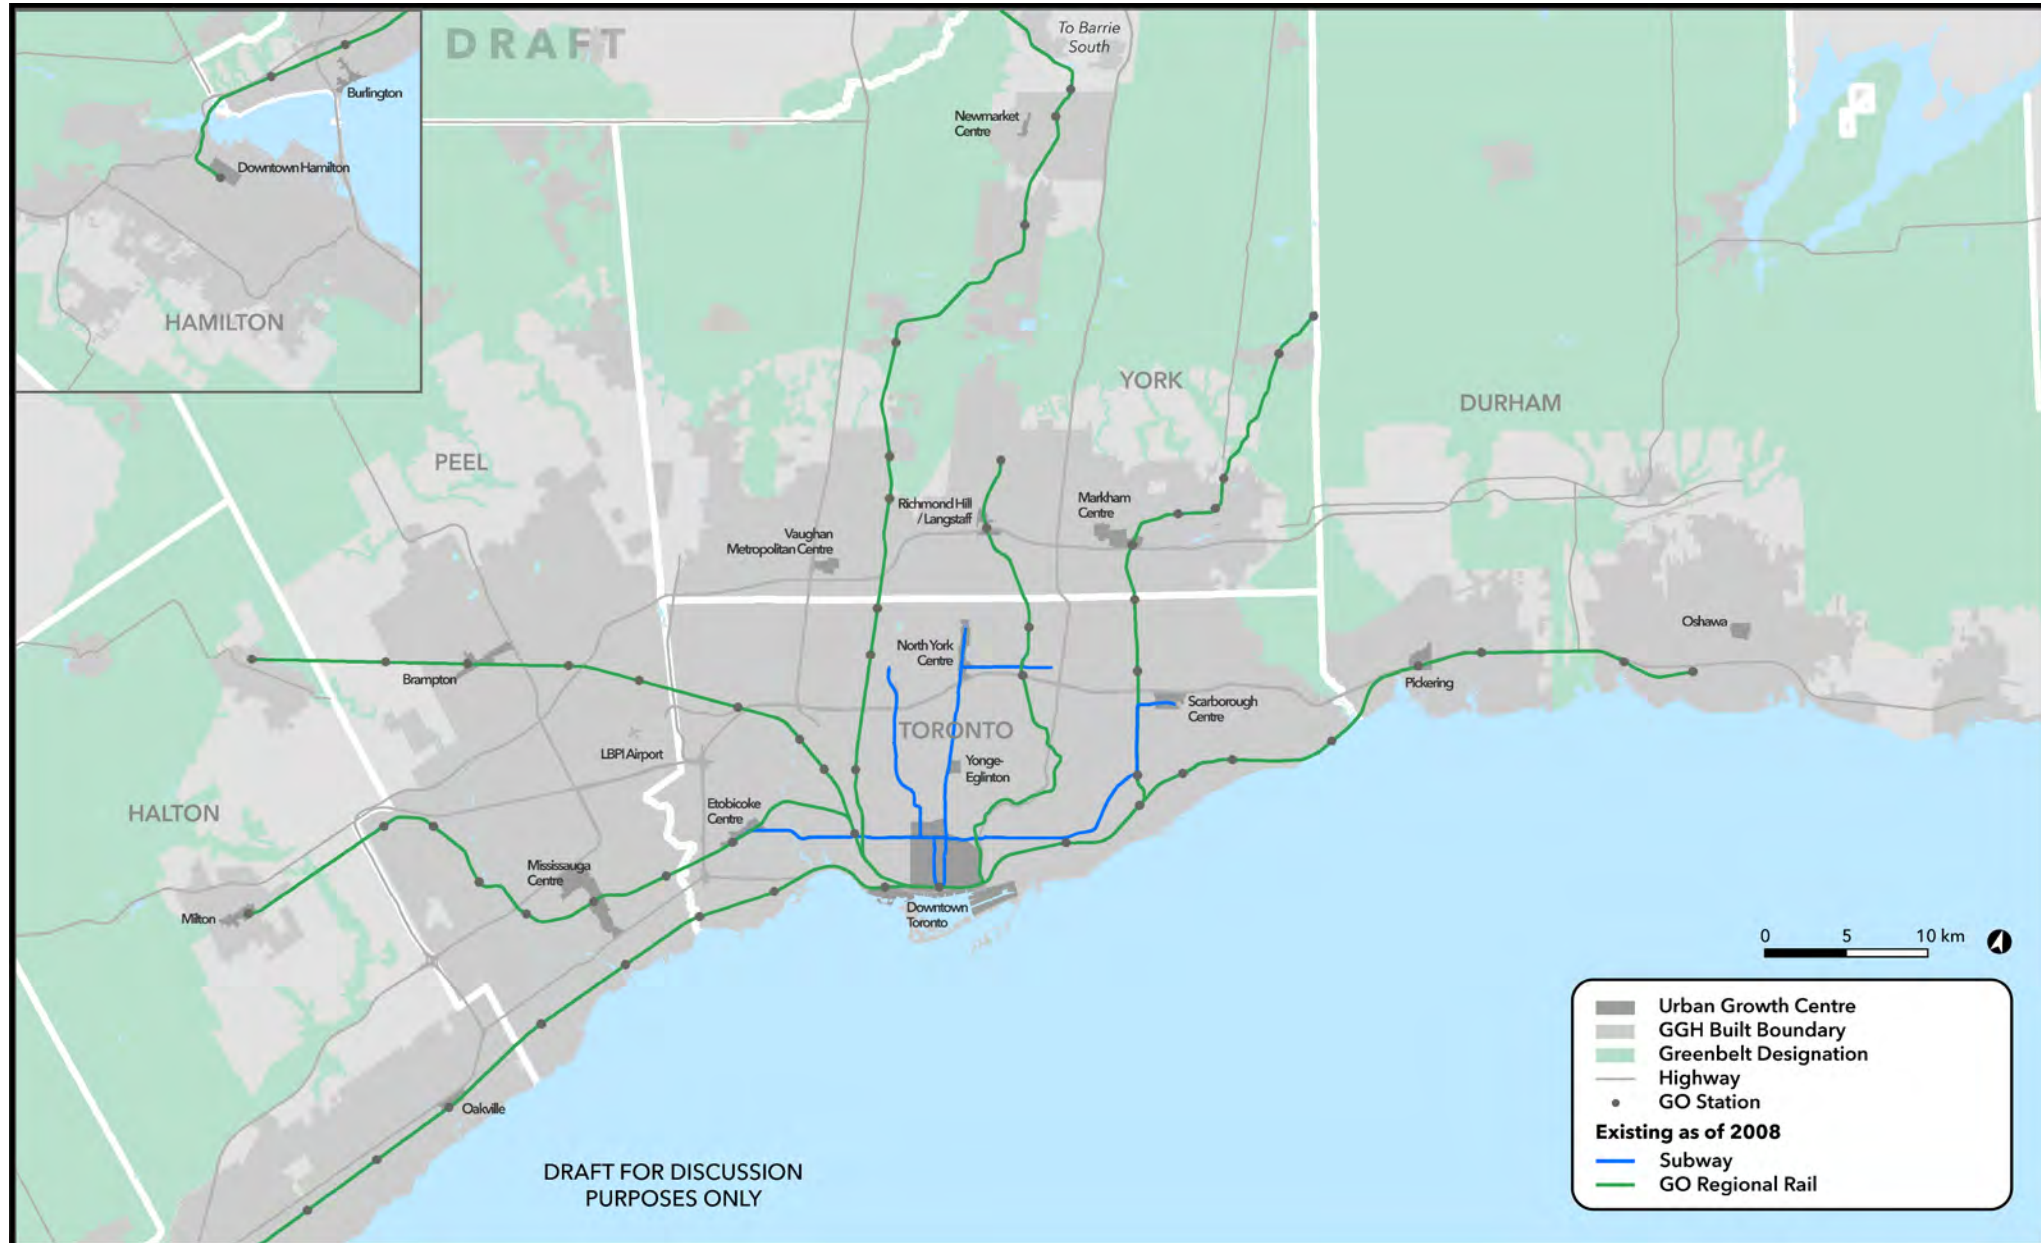 DRAFT
To Barrie
South
Burlington
Newmarket
Centre
Downtown Hamilton
HAMILTON
YORK
DURHAM
PEEL
Richmond Hill
/ Langstaff
Markham
Centre
Vaughan
Metropolitan Centre
Oshawa
North York
Centre
Brampton
Pickering
Scarborough
Centre
TORONTO
LBPI Airport
Yonge-
Eglinton
Etobicoke
Centre
HALTON
Mississauga
Centre
Milton
Downtown
Toronto
0 5 10 km
Oakville
Urban Growth Centre
GGH Built Boundary
Greenbelt Designation
Highway
GO Station
Existing as of 2008
Subway
GO Regional Rail
DRAFT FOR DISCUSSION
PURPOSES ONLY